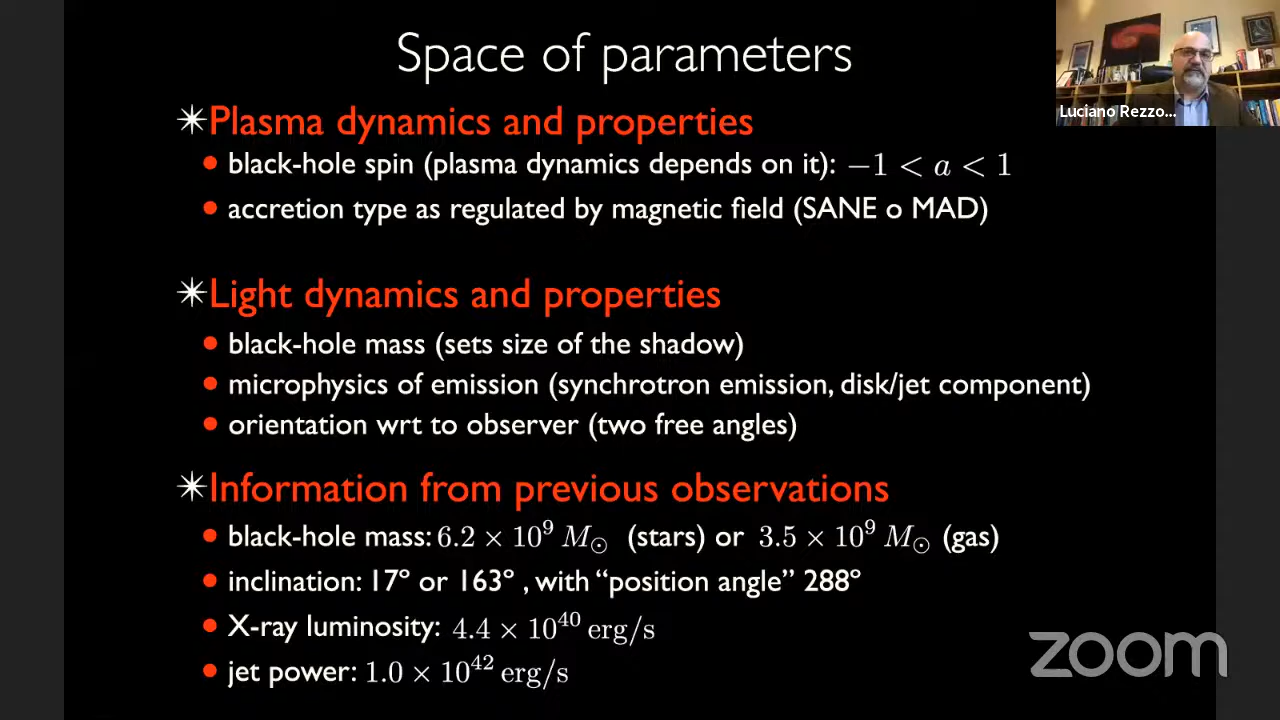 Space of parameters
Luciano Rezzo...
✴Plasma dynamics and properties
• black-hole spin (plasma dynamics depends on it): −1 < a < 1
• accretion type as regulated by magnetic field (SANE o MAD)
✴Light dynamics and properties
• black-hole mass (sets size of the shadow)
• microphysics of emission (synchrotron emission, disk/jet component)
• orientation wrt to observer (two free angles)
✴Information from previous observations
• black-hole mass: 6.2 × 10⁹ M☉ (stars) or 3.5 × 10⁹ M☉ (gas)
• inclination: 17º or 163º , with “position angle” 288º
• X-ray luminosity: 4.4 × 10⁴⁰ erg/s
• jet power: 1.0 × 10⁴² erg/s
zoom